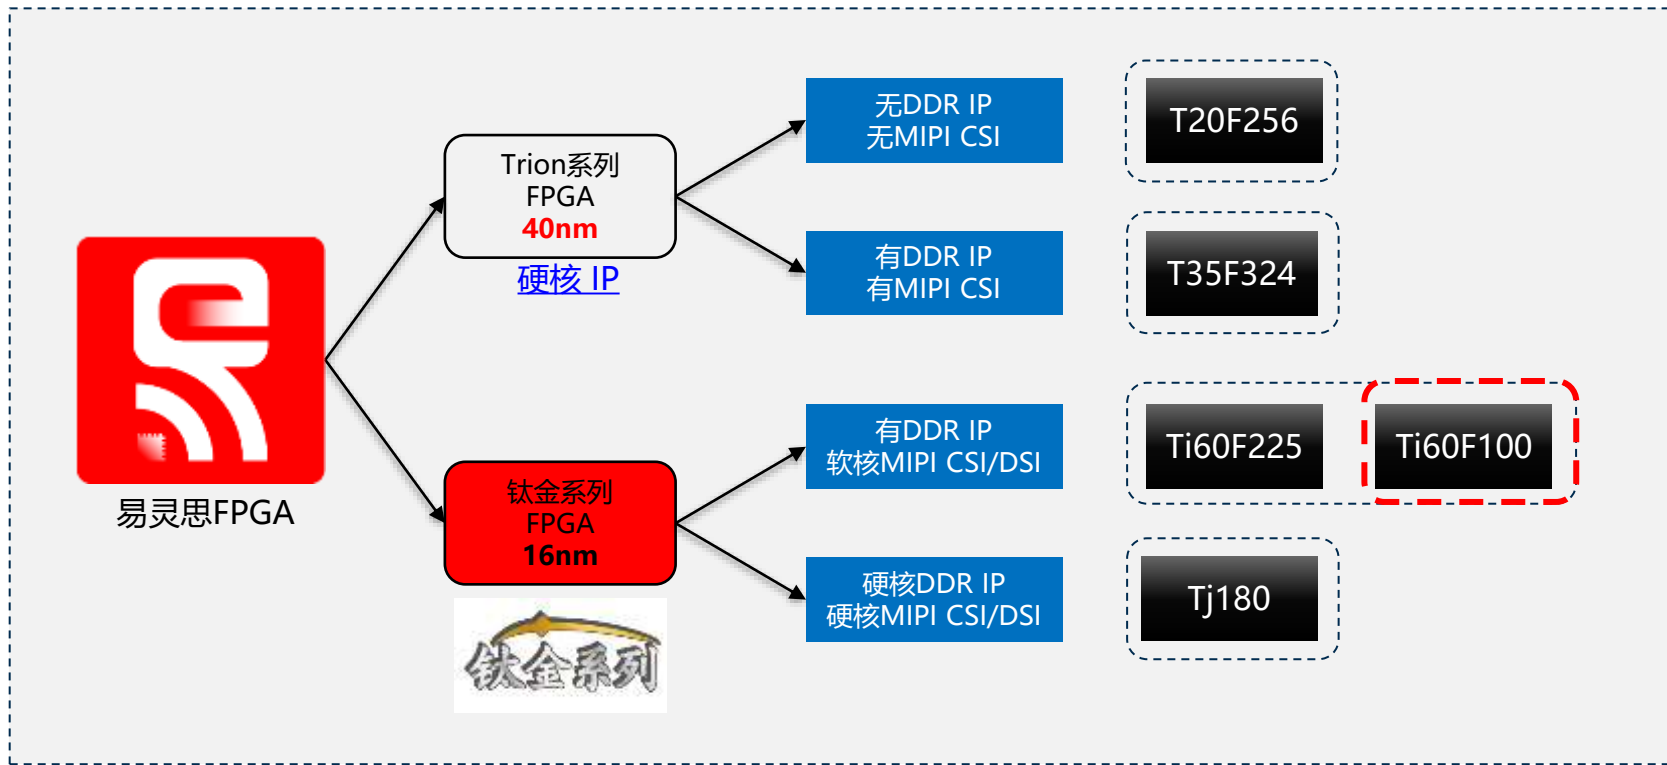 易灵思FPGA
Trion系列
FPGA
40nm
硬核 IP
钛金系列
FPGA
16nm
钛金系列
无DDR IP
无MIPI CSI
T20F256
有DDR IP
有MIPI CSI
T35F324
有DDR IP
软核MIPI CSI/DSI
Ti60F225
Ti60F100
硬核DDR IP
硬核MIPI CSI/DSI
Tj180